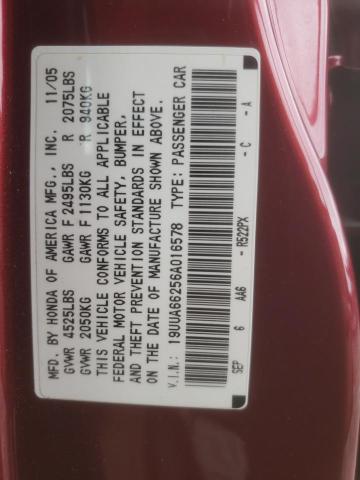 MFD. BY HONDA OF AMERICA MFG., INC. 11/05
GVWR 4525LBS GAWR F 2495LBS R 2075LBS
GVWR 2050KG GAWR F 1130KG R 940KG
THIS VEHICLE CONFORMS TO ALL APPLICABLE
FEDERAL MOTOR VEHICLE SAFETY, BUMPER,
AND THEFT PREVENTION STANDARDS IN EFFECT
ON THE DATE OF MANUFACTURE SHOWN ABOVE.
V.I.N.: 19UUA66256A016578 TYPE: PASSENGER CAR
SEP 6 AA6 - R522PX - C - A